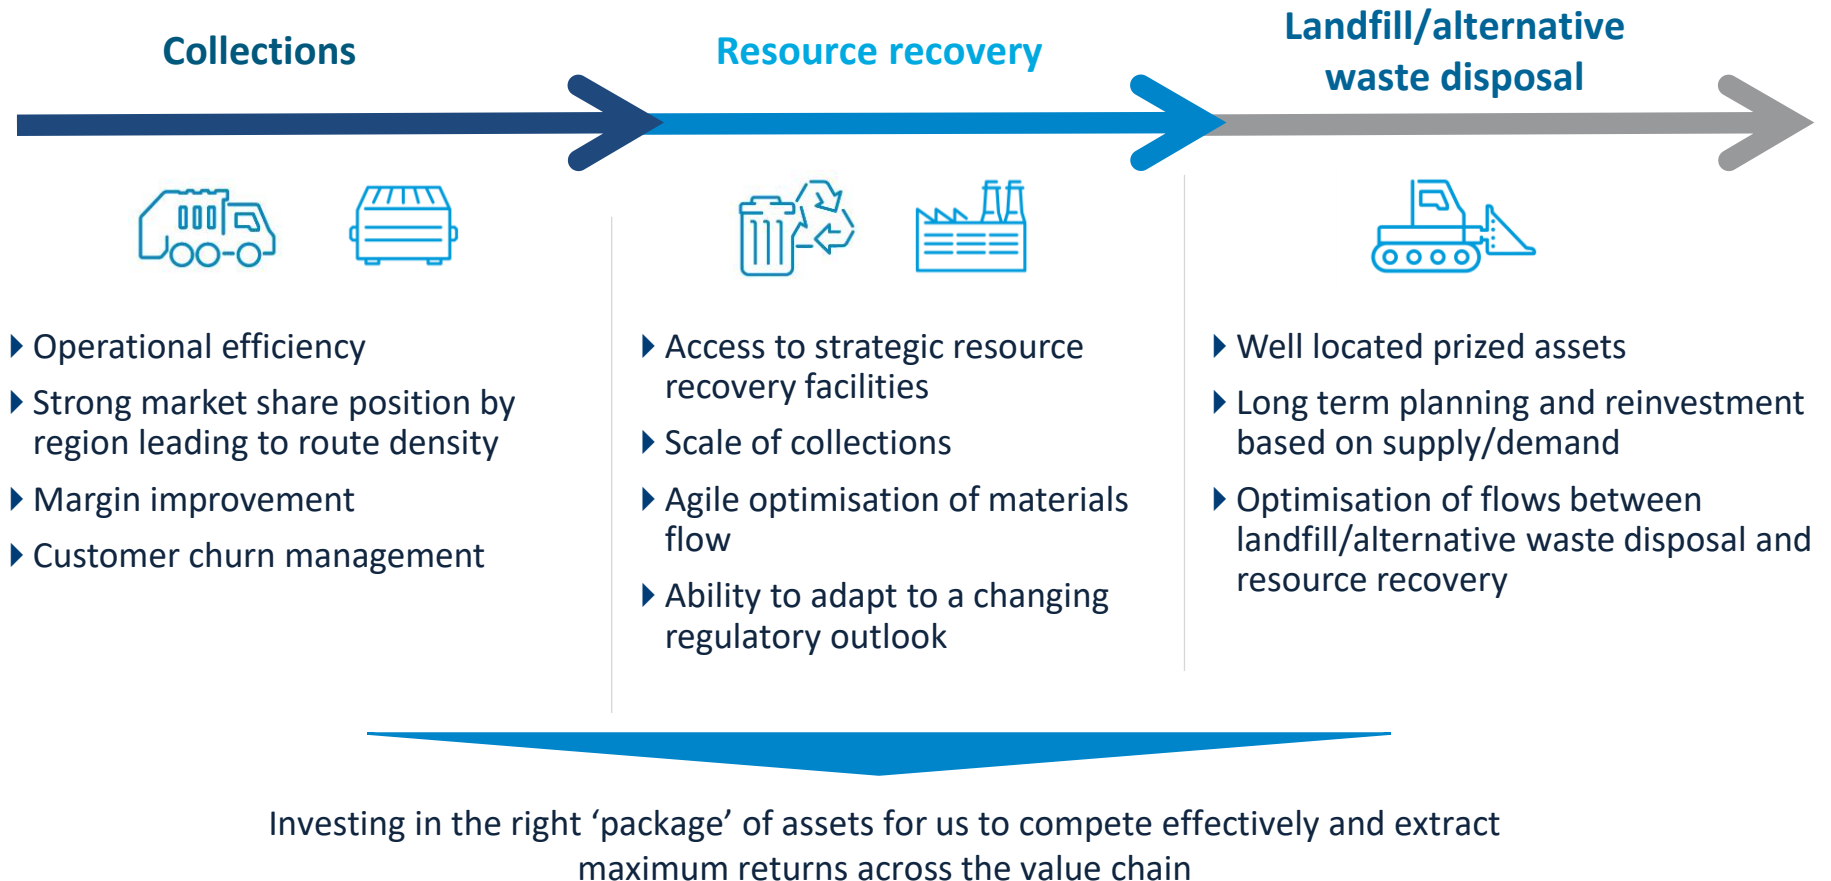 Collections
Resource recovery
Landfill/alternative
waste disposal
Operational efficiency
Strong market share position by
region leading to route density
Margin improvement
Customer churn management
Access to strategic resource
recovery facilities
Scale of collections
Agile optimisation of materials
flow
Ability to adapt to a changing
regulatory outlook
Well located prized assets
Long term planning and reinvestment
based on supply/demand
Optimisation of flows between
landfill/alternative waste disposal and
resource recovery
Investing in the right ‘package’ of assets for us to compete effectively and extract
maximum returns across the value chain